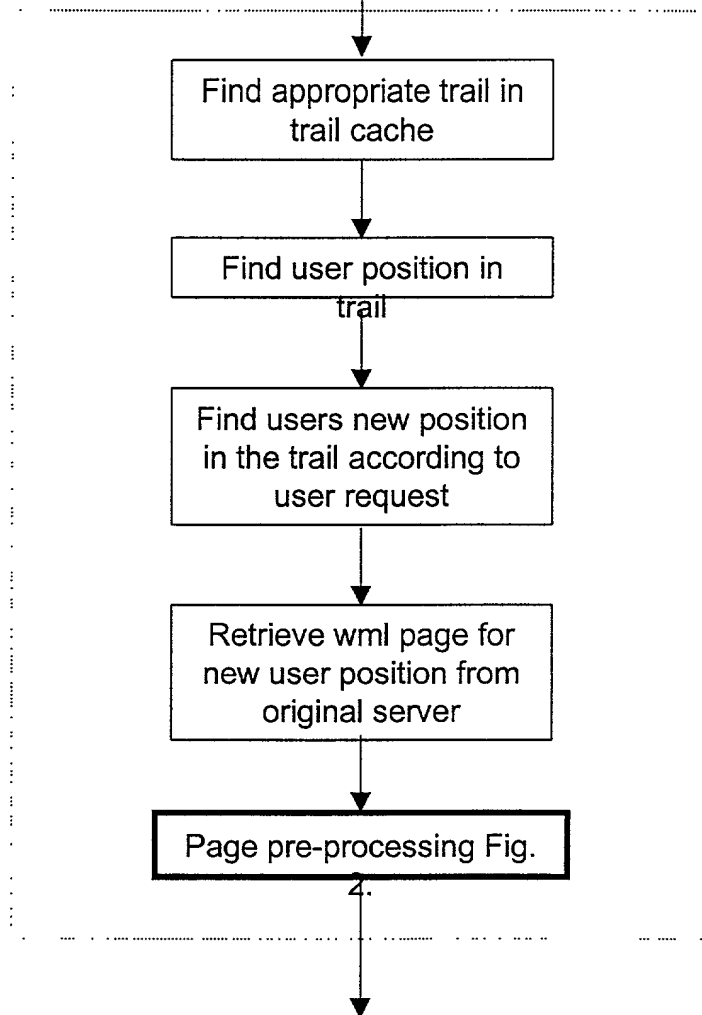 Find appropriate trail in
trail cache
Find user position in
trail
Find users new position
in the trail according to
user request
Retrieve wml page for
new user position from
original server
Page pre-processing Fig.
2.